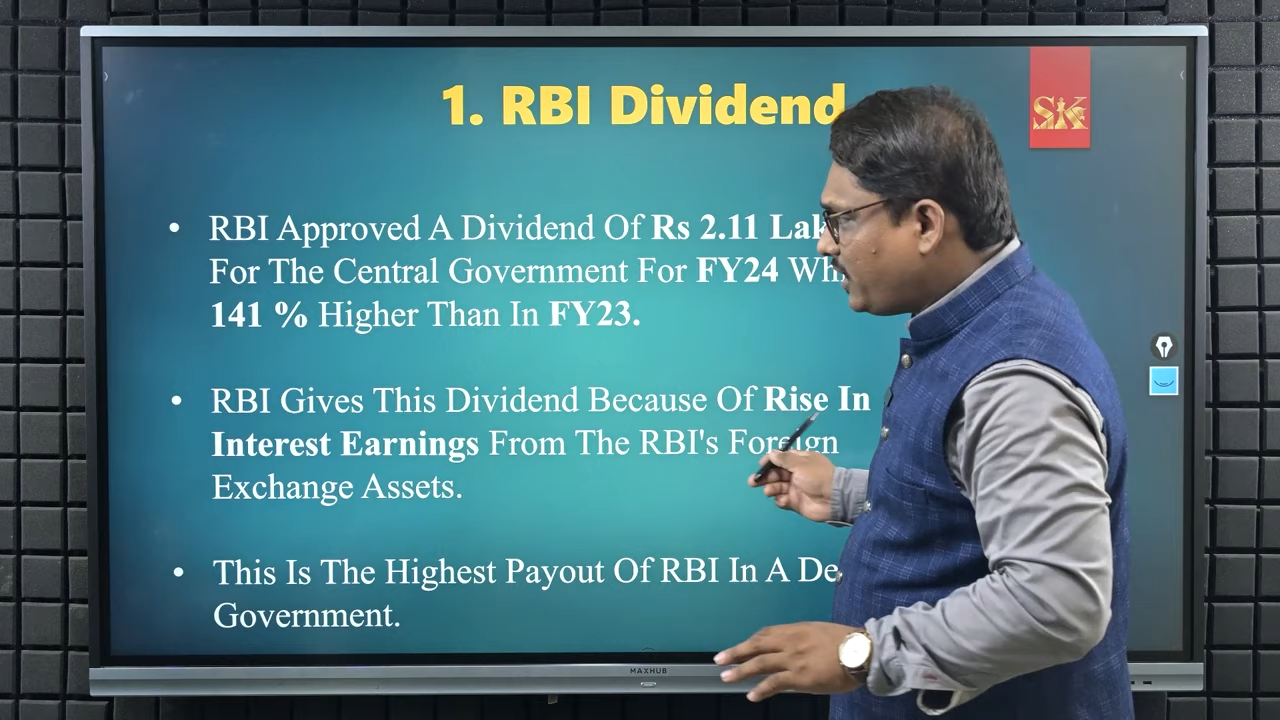 1. RBI Dividend
SK
• RBI Approved A Dividend Of Rs 2.11
For The Central Government For FY24
141 % Higher Than In FY23.
• RBI Gives This Dividend Because Of Rise In
Interest Earnings From The RBI's Foreign
Exchange Assets.
• This Is The Highest Payout Of RBI In A
Government.
MAXHUB